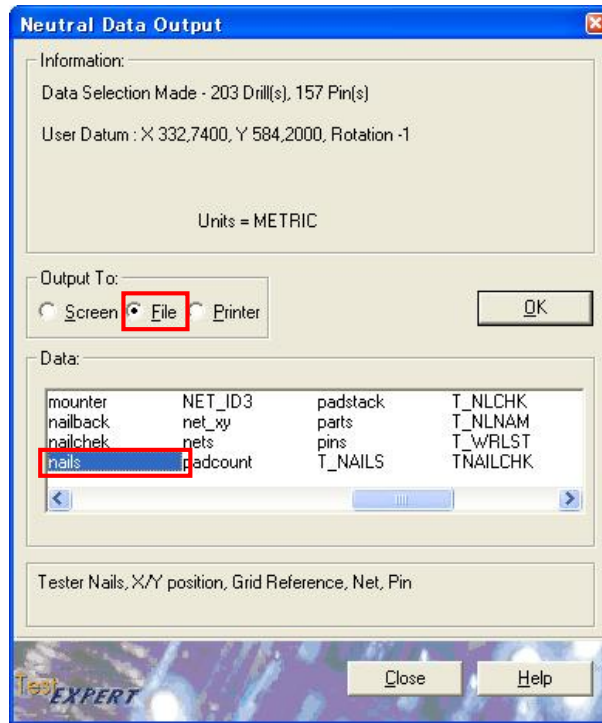 Neutral Data Output
Information:
Data Selection Made - 203 Drill(s), 157 Pin(s)
User Datum : X 332,7400, Y 584,2000, Rotation -1
Units = METRIC
Output To:
Screen File Printer
OK
Data:
mounter NET_ID3 padstack T_NLCHK
nailback net_xy parts T_NLNAM
nailchek nets pins T_WRLST
nails padcount T_NAILS TNAILCHK
Tester Nails, X/Y position, Grid Reference, Net, Pin
Test EXPERT
Close Help